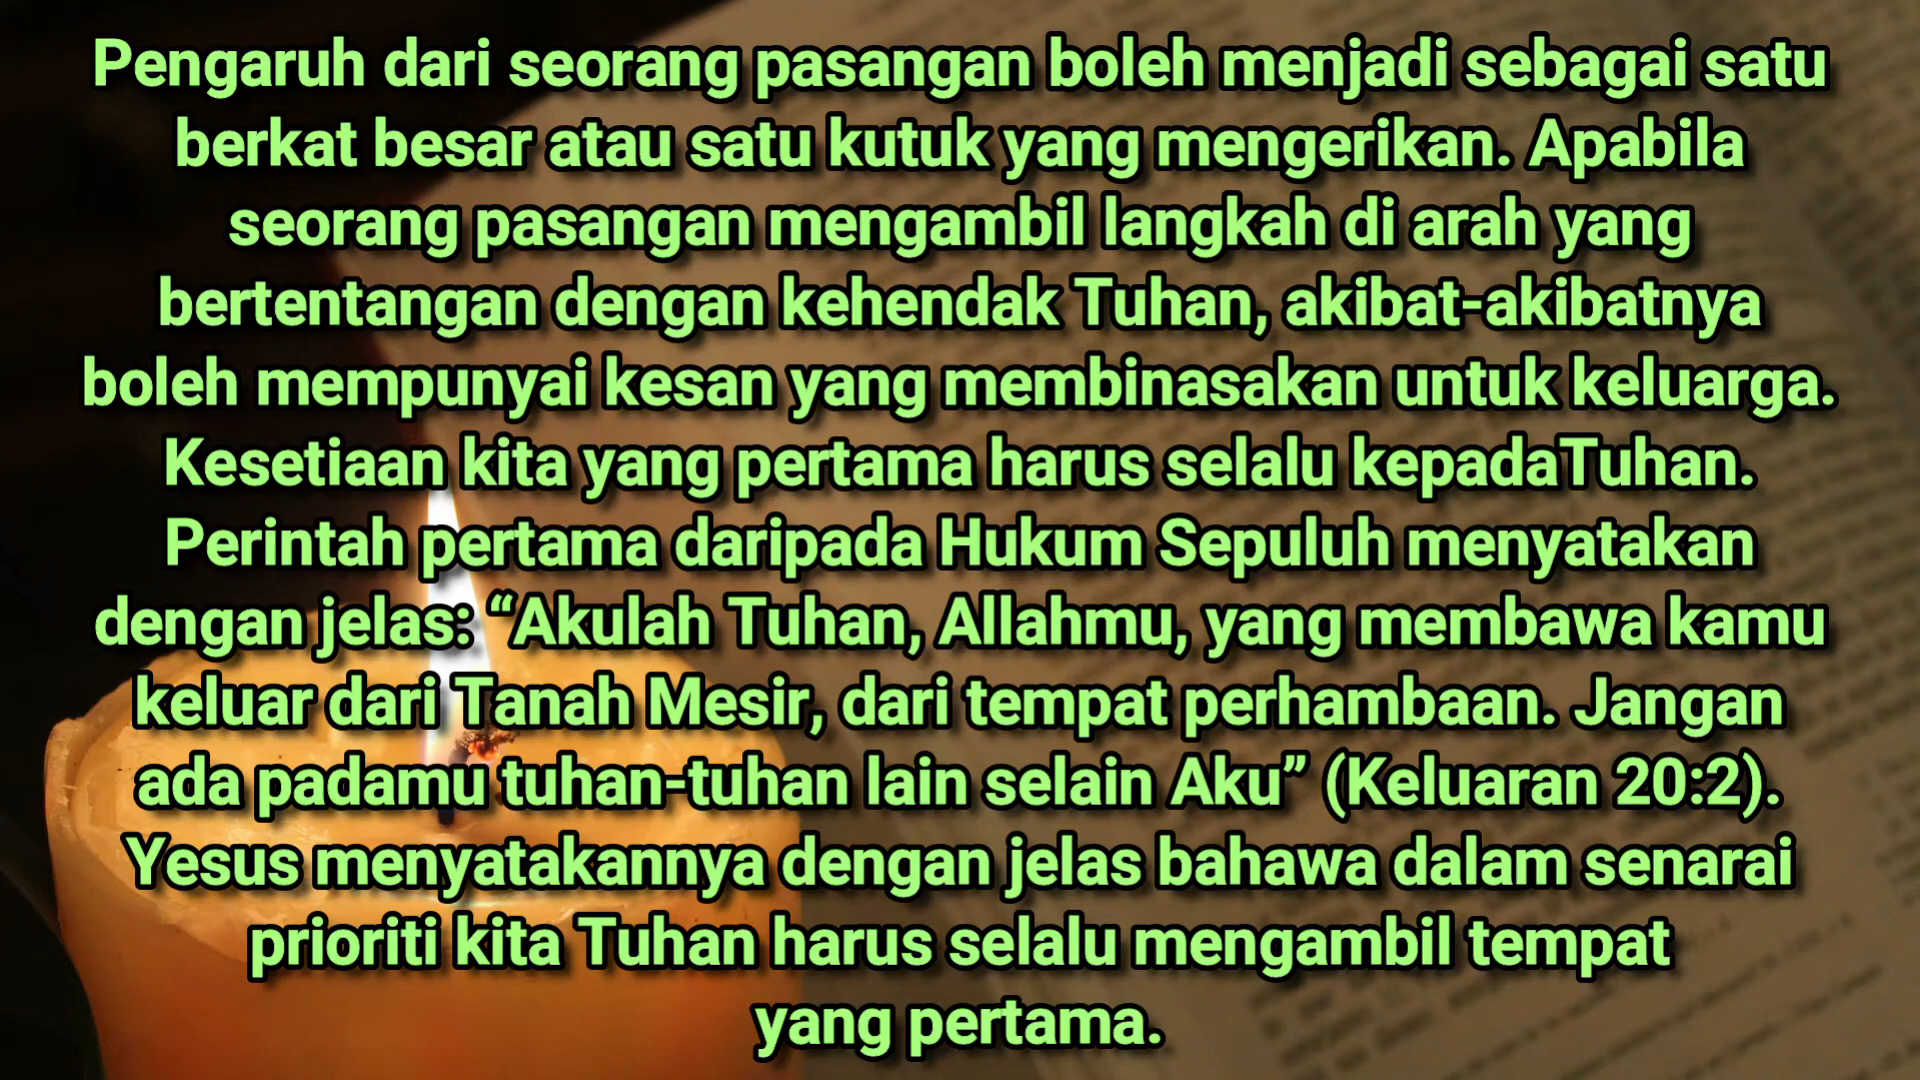 Pengaruh dari seorang pasangan boleh menjadi sebagai satu
berkat besar atau satu kutuk yang mengerikan. Apabila
seorang pasangan mengambil langkah di arah yang
bertentangan dengan kehendak Tuhan, akibat-akibatnya
boleh mempunyai kesan yang membinasakan untuk keluarga.
Kesetiaan kita yang pertama harus selalu kepadaTuhan.
Perintah pertama daripada Hukum Sepuluh menyatakan
dengan jelas: “Akulah Tuhan, Allahmu, yang membawa kamu
keluar dari Tanah Mesir, dari tempat perhambaan. Jangan
ada padamu tuhan-tuhan lain selain Aku” (Keluaran 20:2).
Yesus menyatakannya dengan jelas bahawa dalam senarai
prioriti kita Tuhan harus selalu mengambil tempat
yang pertama.